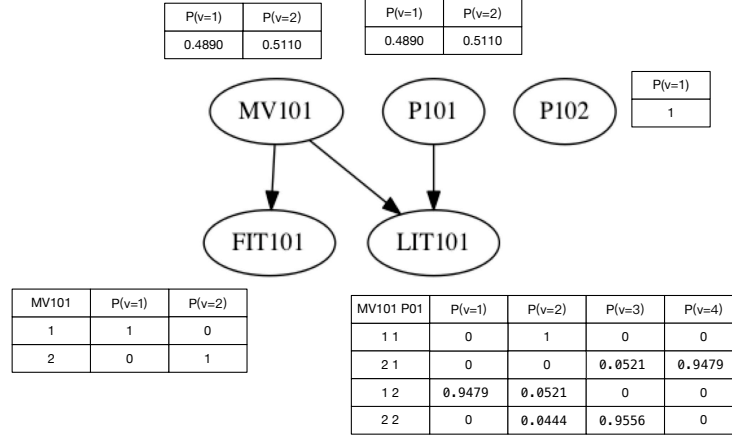 P(v=1) P(v=2)
0.4890 0.5110
P(v=1) P(v=2)
0.4890 0.5110
P(v=1)
1
MV101 P101 P102
FIT101 LIT101
MV101 P(v=1) P(v=2)
1 1 0
2 0 1
MV101 P01 P(v=1) P(v=2) P(v=3) P(v=4)
1 1 0 1 0 0
2 1 0 0 0.0521 0.9479
1 2 0.9479 0.0521 0 0
2 2 0 0.0444 0.9556 0